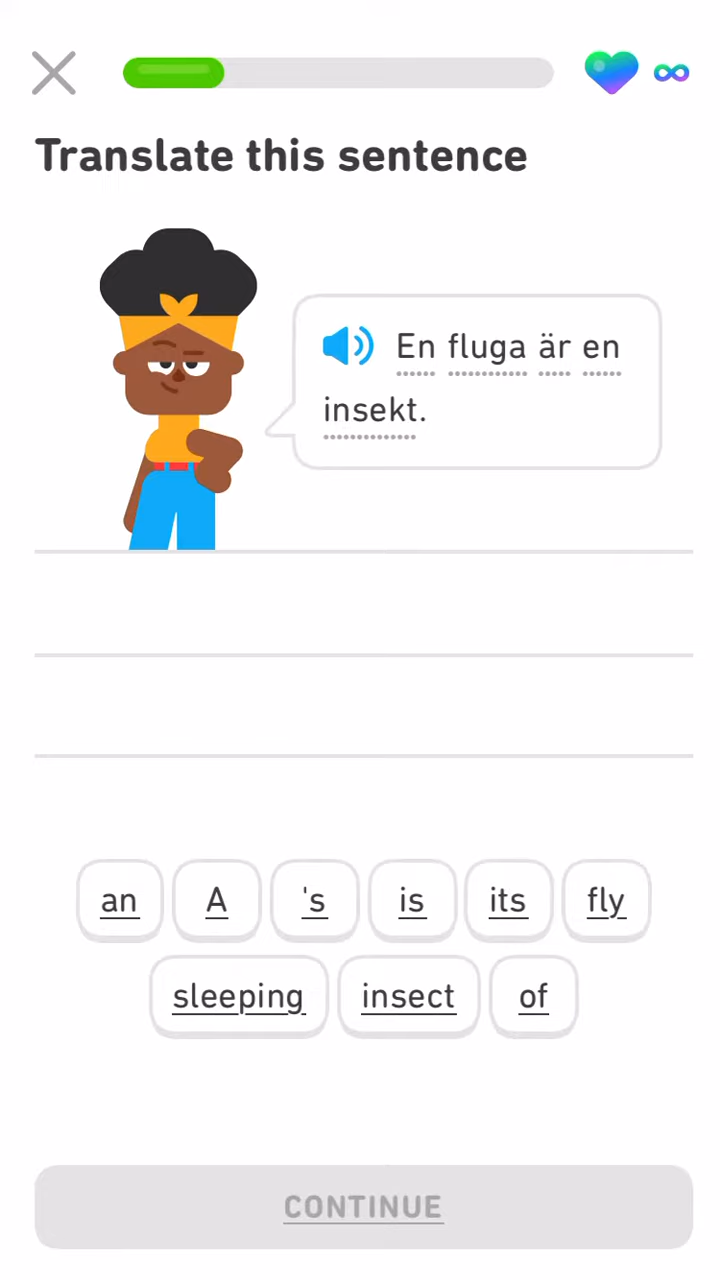 Translate this sentence
En fluga är en
insekt.
an A 's is its fly
sleeping insect of
CONTINUE